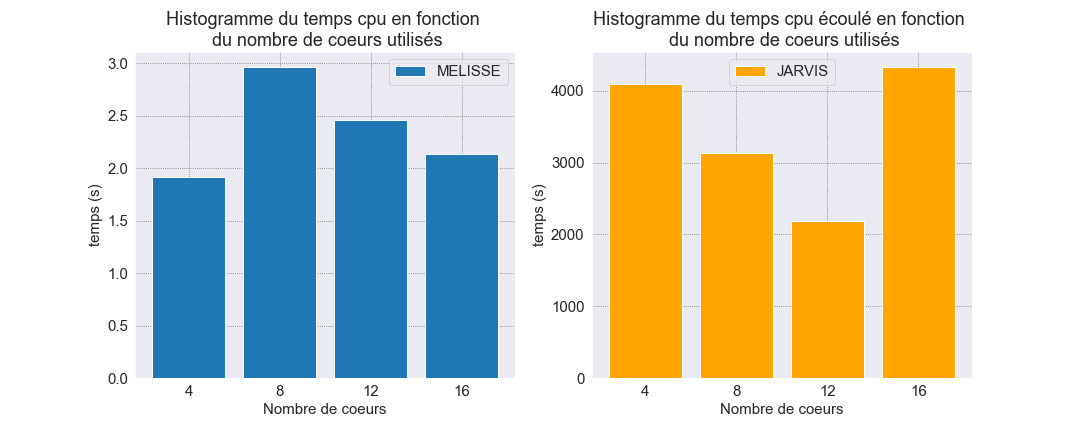 Histogramme du temps cpu en fonction
du nombre de coeurs utilisés
MELISSE
3.0
2.5
2.0
1.5
1.0
0.5
0.0
temps (s)
4 8 12 16
Nombre de coeurs
Histogramme du temps cpu écoulé en fonction
du nombre de coeurs utilisés
JARVIS
4000
3000
2000
1000
0
temps (s)
4 8 12 16
Nombre de coeurs